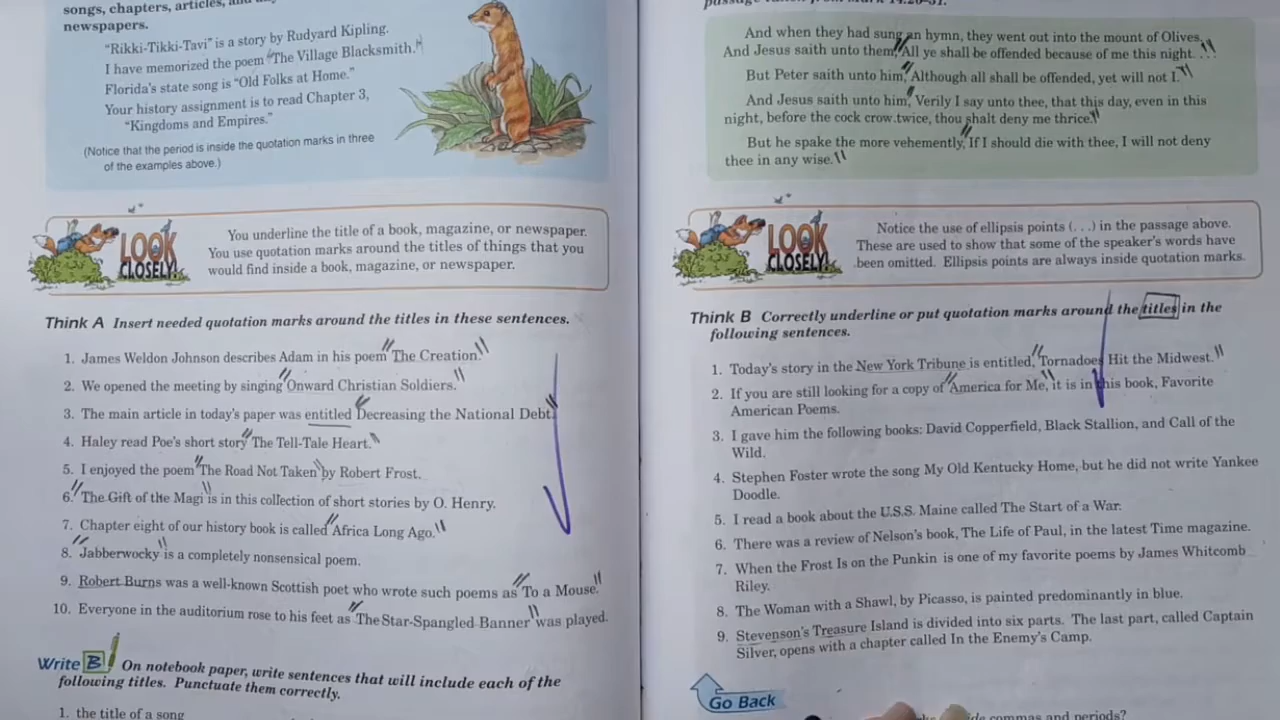 songs, chapters, articles, and
newspapers.
"Rikki-Tikki-Tavi" is a story by Rudyard Kipling.
I have memorized the poem "The Village Blacksmith."
Florida's state song is "Old Folks at Home."
Your history assignment is to read Chapter 3,
"Kingdoms and Empires."
(Notice that the period is inside the quotation marks in three
of the examples above.)
LOOK
CLOSELY!
You underline the title of a book, magazine, or newspaper.
You use quotation marks around the titles of things that you
would find inside a book, magazine, or newspaper.
Think A Insert needed quotation marks around the titles in these sentences.
1. James Weldon Johnson describes Adam in his poem "The Creation."
2. We opened the meeting by singing "Onward Christian Soldiers."
3. The main article in today's paper was entitled "Decreasing the National Debt."
4. Haley read Poe's short story "The Tell-Tale Heart."
5. I enjoyed the poem "The Road Not Taken" by Robert Frost.
6. "The Gift of the Magi" is in this collection of short stories by O. Henry.
7. Chapter eight of our history book is called "Africa Long Ago."
8. "Jabberwocky" is a completely nonsensical poem.
9. Robert Burns was a well-known Scottish poet who wrote such poems as "To a Mouse."
10. Everyone in the auditorium rose to his feet as "The Star-Spangled Banner" was played.
Write B On notebook paper, write sentences that will include each of the
following titles. Punctuate them correctly.
1. the title of a song
And when they had sung an hymn, they went out into the mount of Olives.
And Jesus saith unto them, "All ye shall be offended because of me this night. . . ."
But Peter saith unto him, "Although all shall be offended, yet will not I."
And Jesus saith unto him, "Verily I say unto thee, that this day, even in this
night, before the cock crow twice, thou shalt deny me thrice."
But he spake the more vehemently, "If I should die with thee, I will not deny
thee in any wise."
LOOK
CLOSELY!
Notice the use of ellipsis points (. . .) in the passage above.
These are used to show that some of the speaker's words have
been omitted. Ellipsis points are always inside quotation marks.
Think B Correctly underline or put quotation marks around the titles in the
following sentences.
1. Today's story in the New York Tribune is entitled, "Tornadoes Hit the Midwest."
2. If you are still looking for a copy of "America for Me," it is in this book, Favorite
American Poems.
3. I gave him the following books: David Copperfield, Black Stallion, and Call of the
Wild.
4. Stephen Foster wrote the song My Old Kentucky Home, but he did not write Yankee
Doodle.
5. I read a book about the U.S.S. Maine called The Start of a War.
6. There was a review of Nelson's book, The Life of Paul, in the latest Time magazine.
7. When the Frost Is on the Punkin is one of my favorite poems by James Whitcomb
Riley.
8. The Woman with a Shawl, by Picasso, is painted predominantly in blue.
9. Stevenson's Treasure Island is divided into six parts. The last part, called Captain
Silver, opens with a chapter called In the Enemy's Camp.
Go Back
commas and periods?